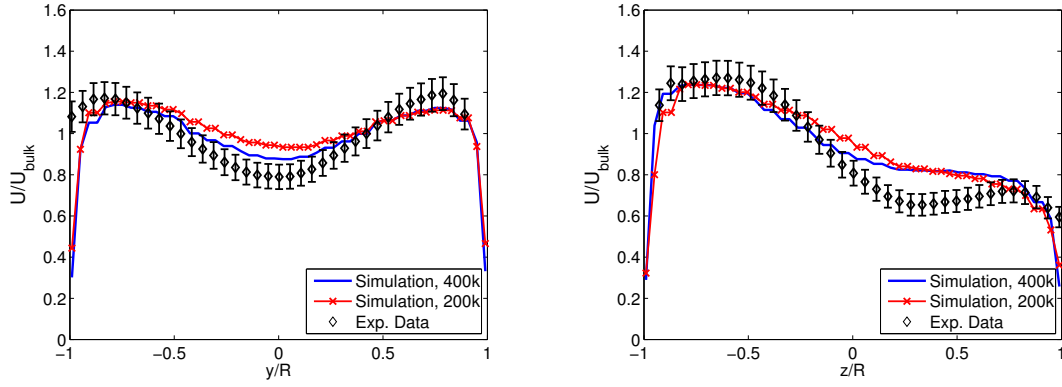 1.6
1.4
1.2
1
0.8
0.6
0.4
0.2
0
U/U_bulk
−1
−0.5
0
0.5
1
y/R
Simulation, 400k
Simulation, 200k
Exp. Data
1.6
1.4
1.2
1
0.8
0.6
0.4
0.2
0
U/U_bulk
−1
−0.5
0
0.5
1
z/R
Simulation, 400k
Simulation, 200k
Exp. Data